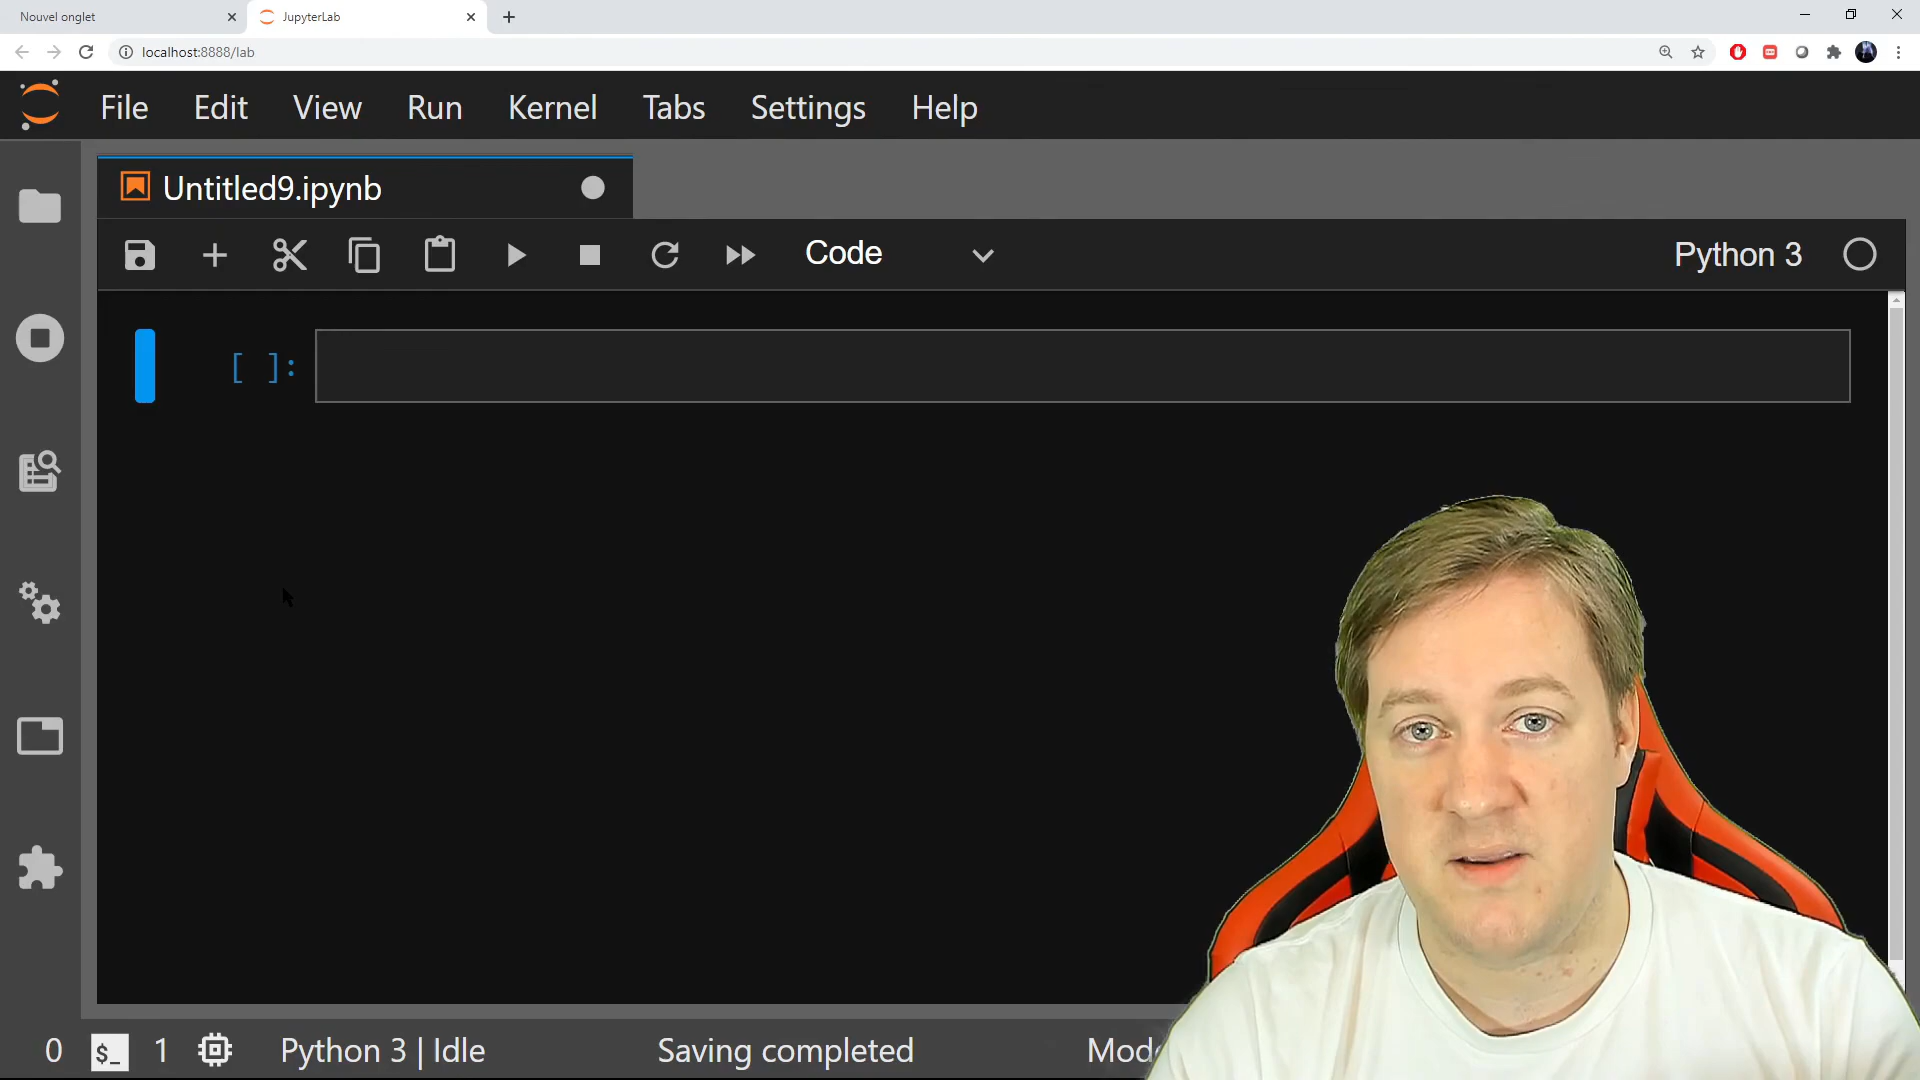 Nouvel onglet
JupyterLab
localhost:8888/lab
File Edit View Run Kernel Tabs Settings Help
Untitled9.ipynb
Code
Python 3
[ ]:
0 $_ 1 Python 3 | Idle Saving completed